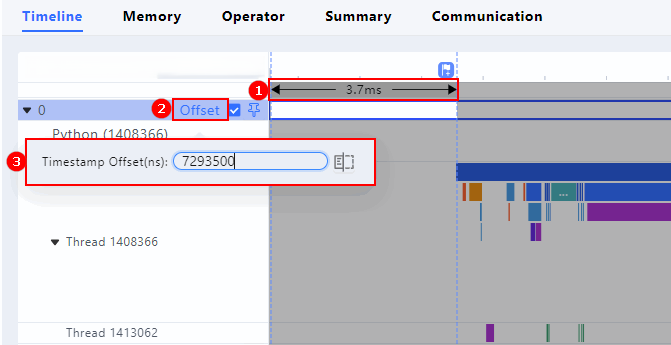 Timeline Memory Operator Summary Communication
1 3.7ms
0 2 Offset
Python (1408366)
3 Timestamp Offset(ns): 7293500
...
Thread 1408366
Thread 1413062